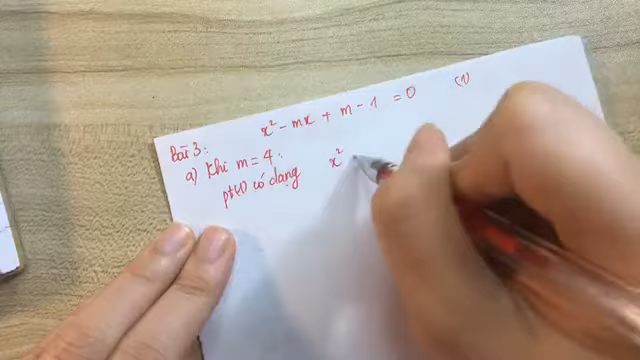 x² - mx + m - 1 = 0 (1)
Bài 3:
a) Khi m = 4:
pt(1) có dạng x²